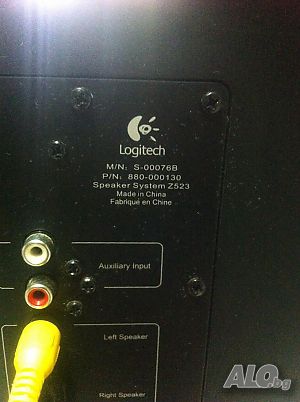 Logitech
M/N: S-00076B
P/N: 880-000130
Speaker System Z523
Made in China
Fabriqué en Chine
Auxiliary Input
Left Speaker
Right Speaker
ALO.bg